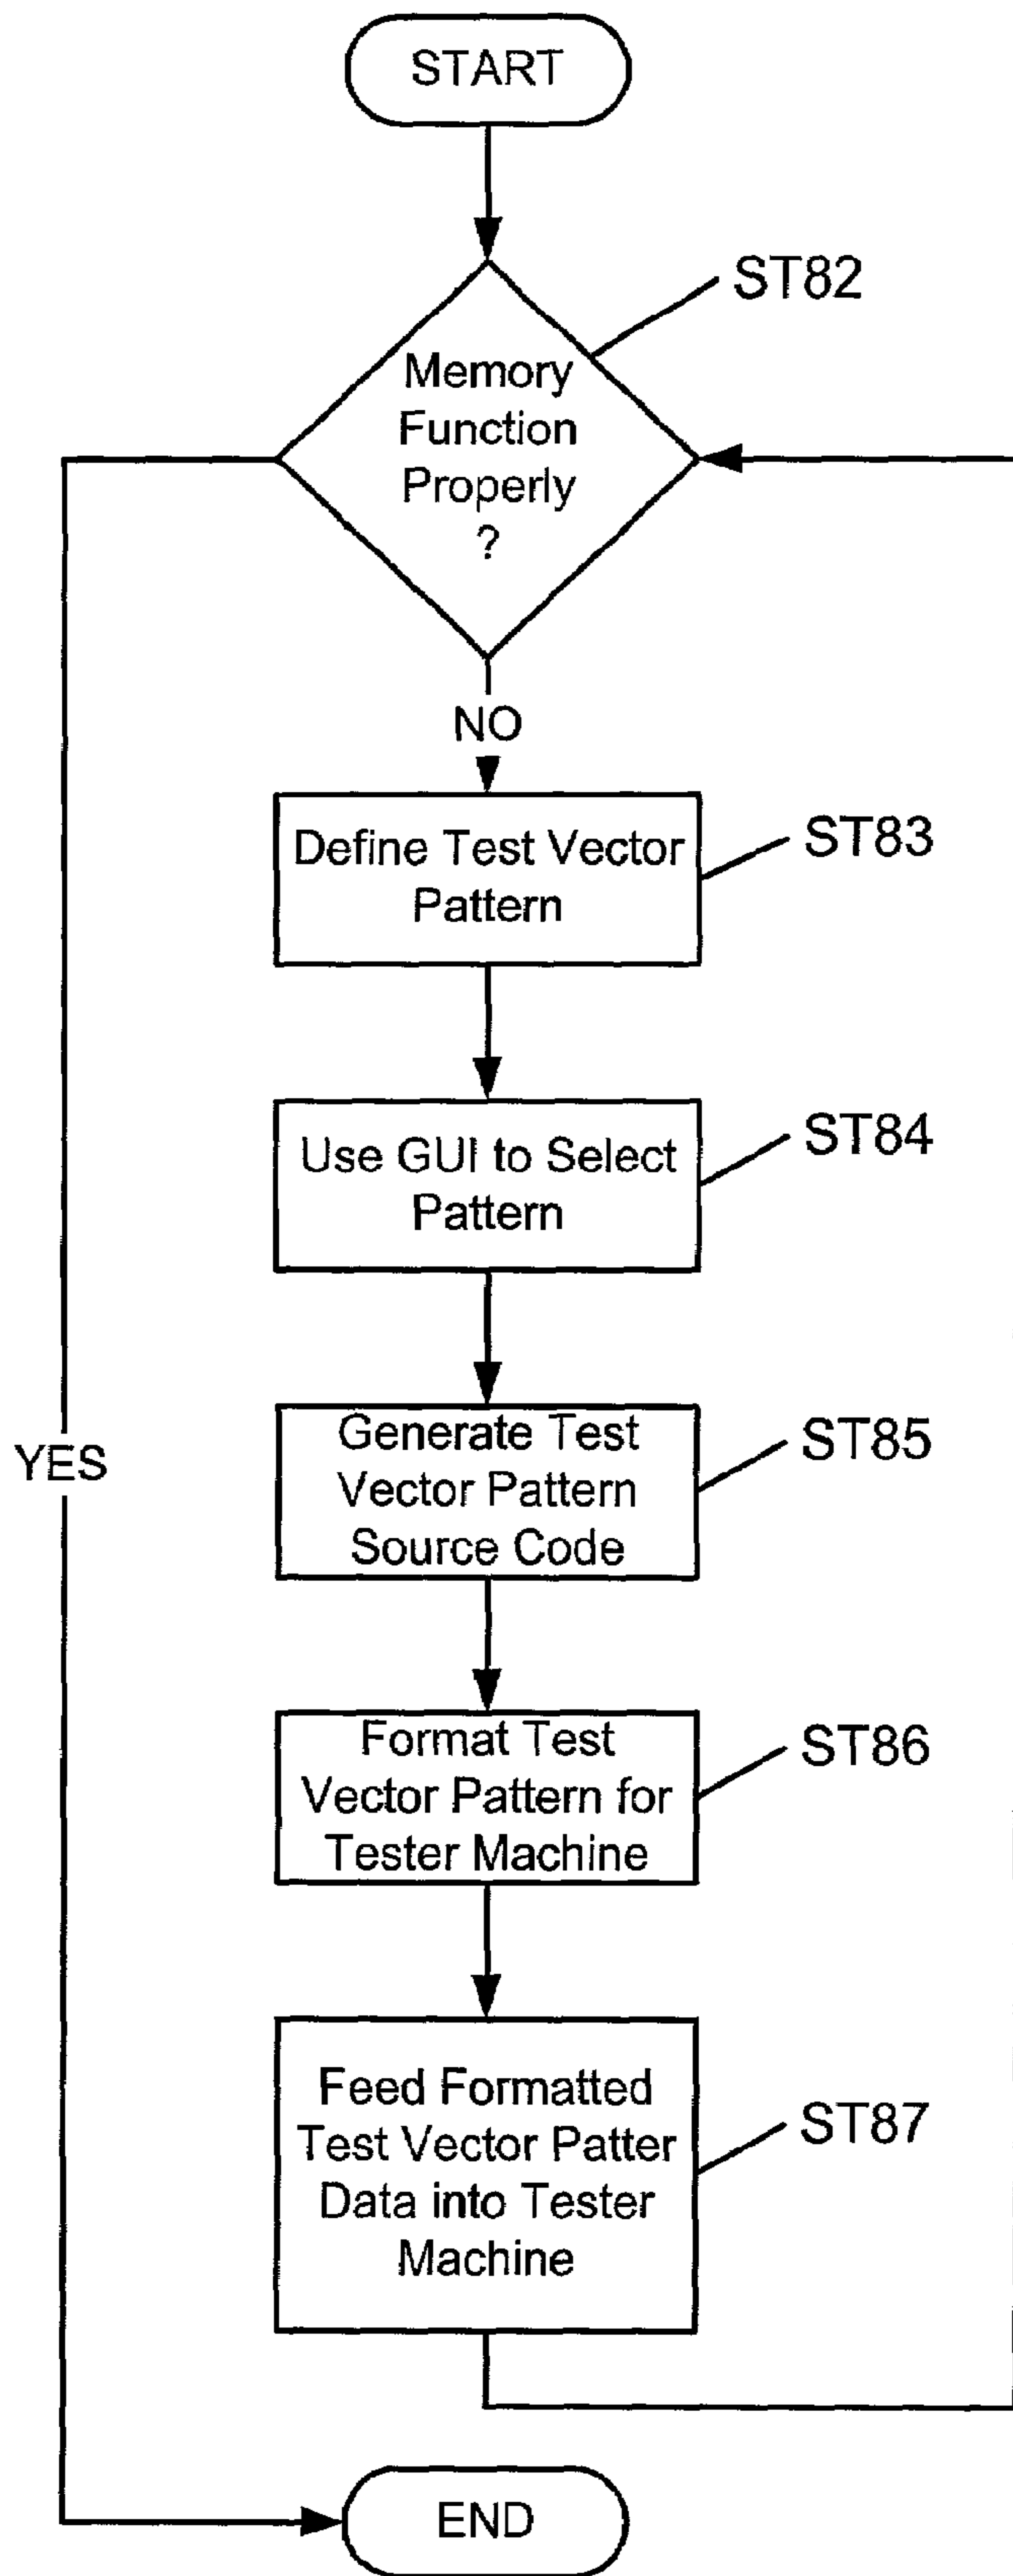 START
ST82
Memory
Function
Properly
?
NO
Define Test Vector
Pattern
ST83
Use GUI to Select
Pattern
ST84
Generate Test
Vector Pattern
Source Code
ST85
YES
Format Test
Vector Pattern for
Tester Machine
ST86
Feed Formatted
Test Vector Patter
Data into Tester
Machine
ST87
END